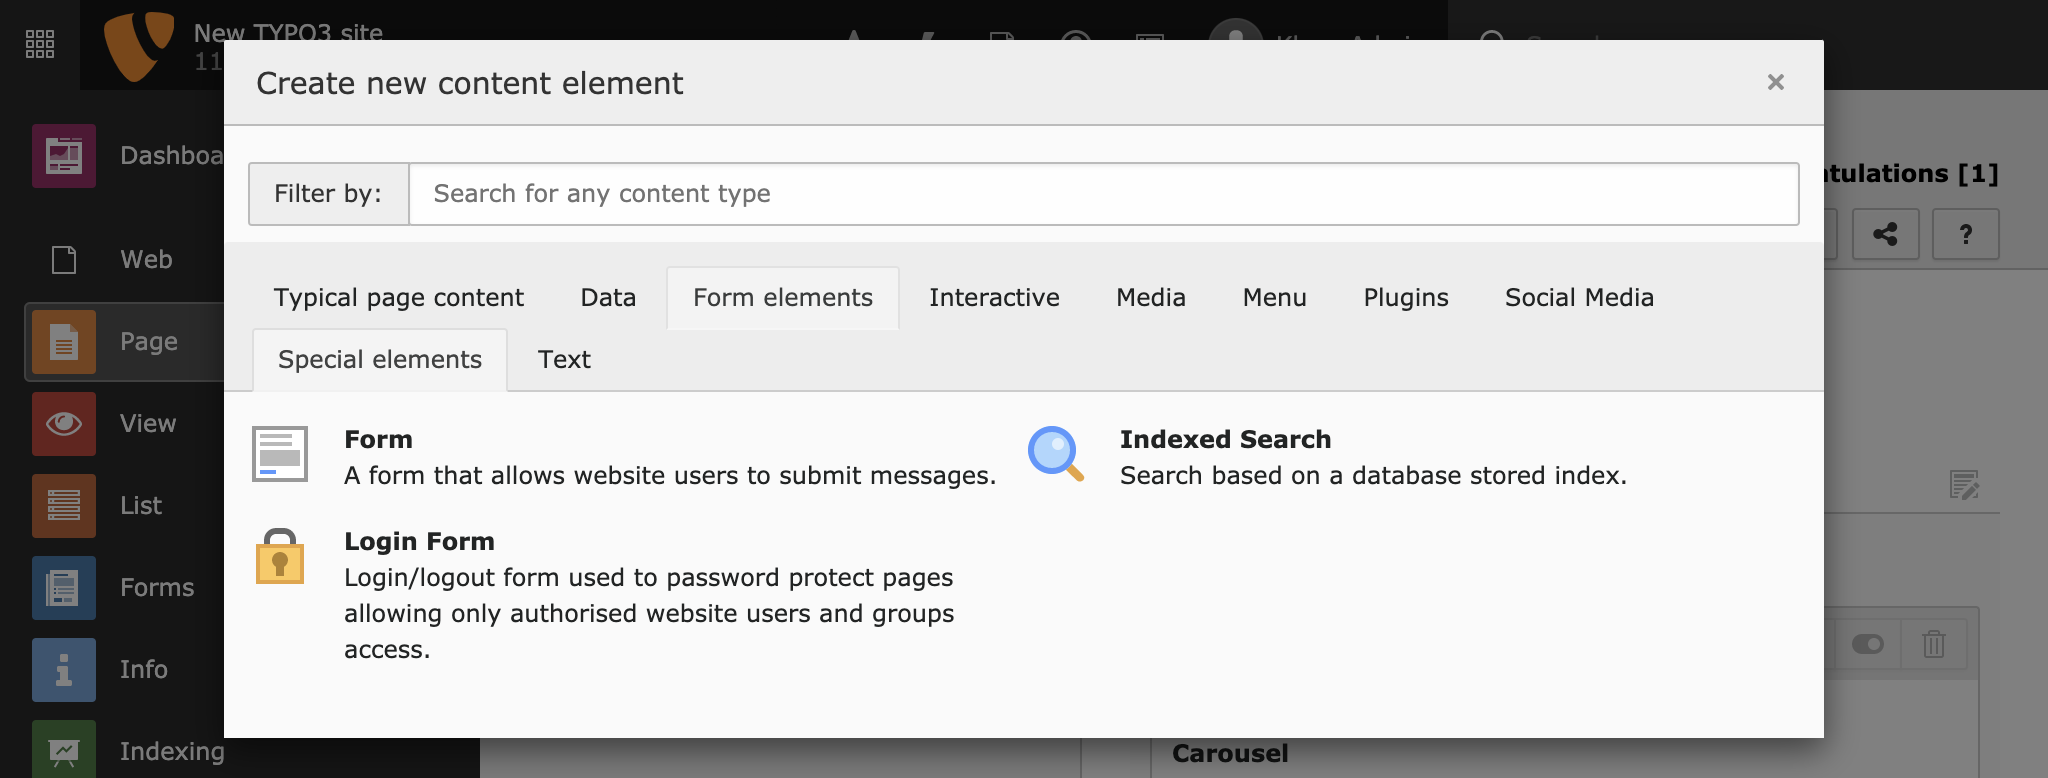 New TYPO3 site
11
Create new content element
×
Filter by:
Search for any content type
Typical page content
Data
Form elements
Interactive
Media
Menu
Plugins
Social Media
Special elements
Text
Form
A form that allows website users to submit messages.
Indexed Search
Search based on a database stored index.
Login Form
Login/logout form used to password protect pages
allowing only authorised website users and groups
access.
Dashboa
Web
Page
View
List
Forms
Info
Indexing
tulations [1]
?
Carousel